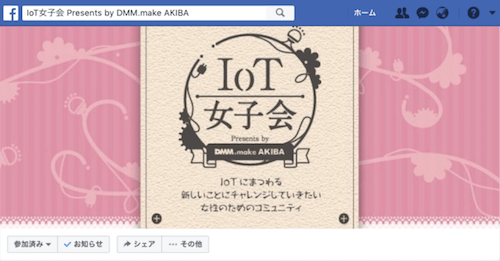 IoT女子会 Presents by DMM.make AKIBA
ホーム
IoT
女子会
Presents by
DMM.make AKIBA
IoTにまつわる
新しいことにチャレンジしていきたい
女性のためのコミュニティ
参加済み お知らせ シェア ··· その他